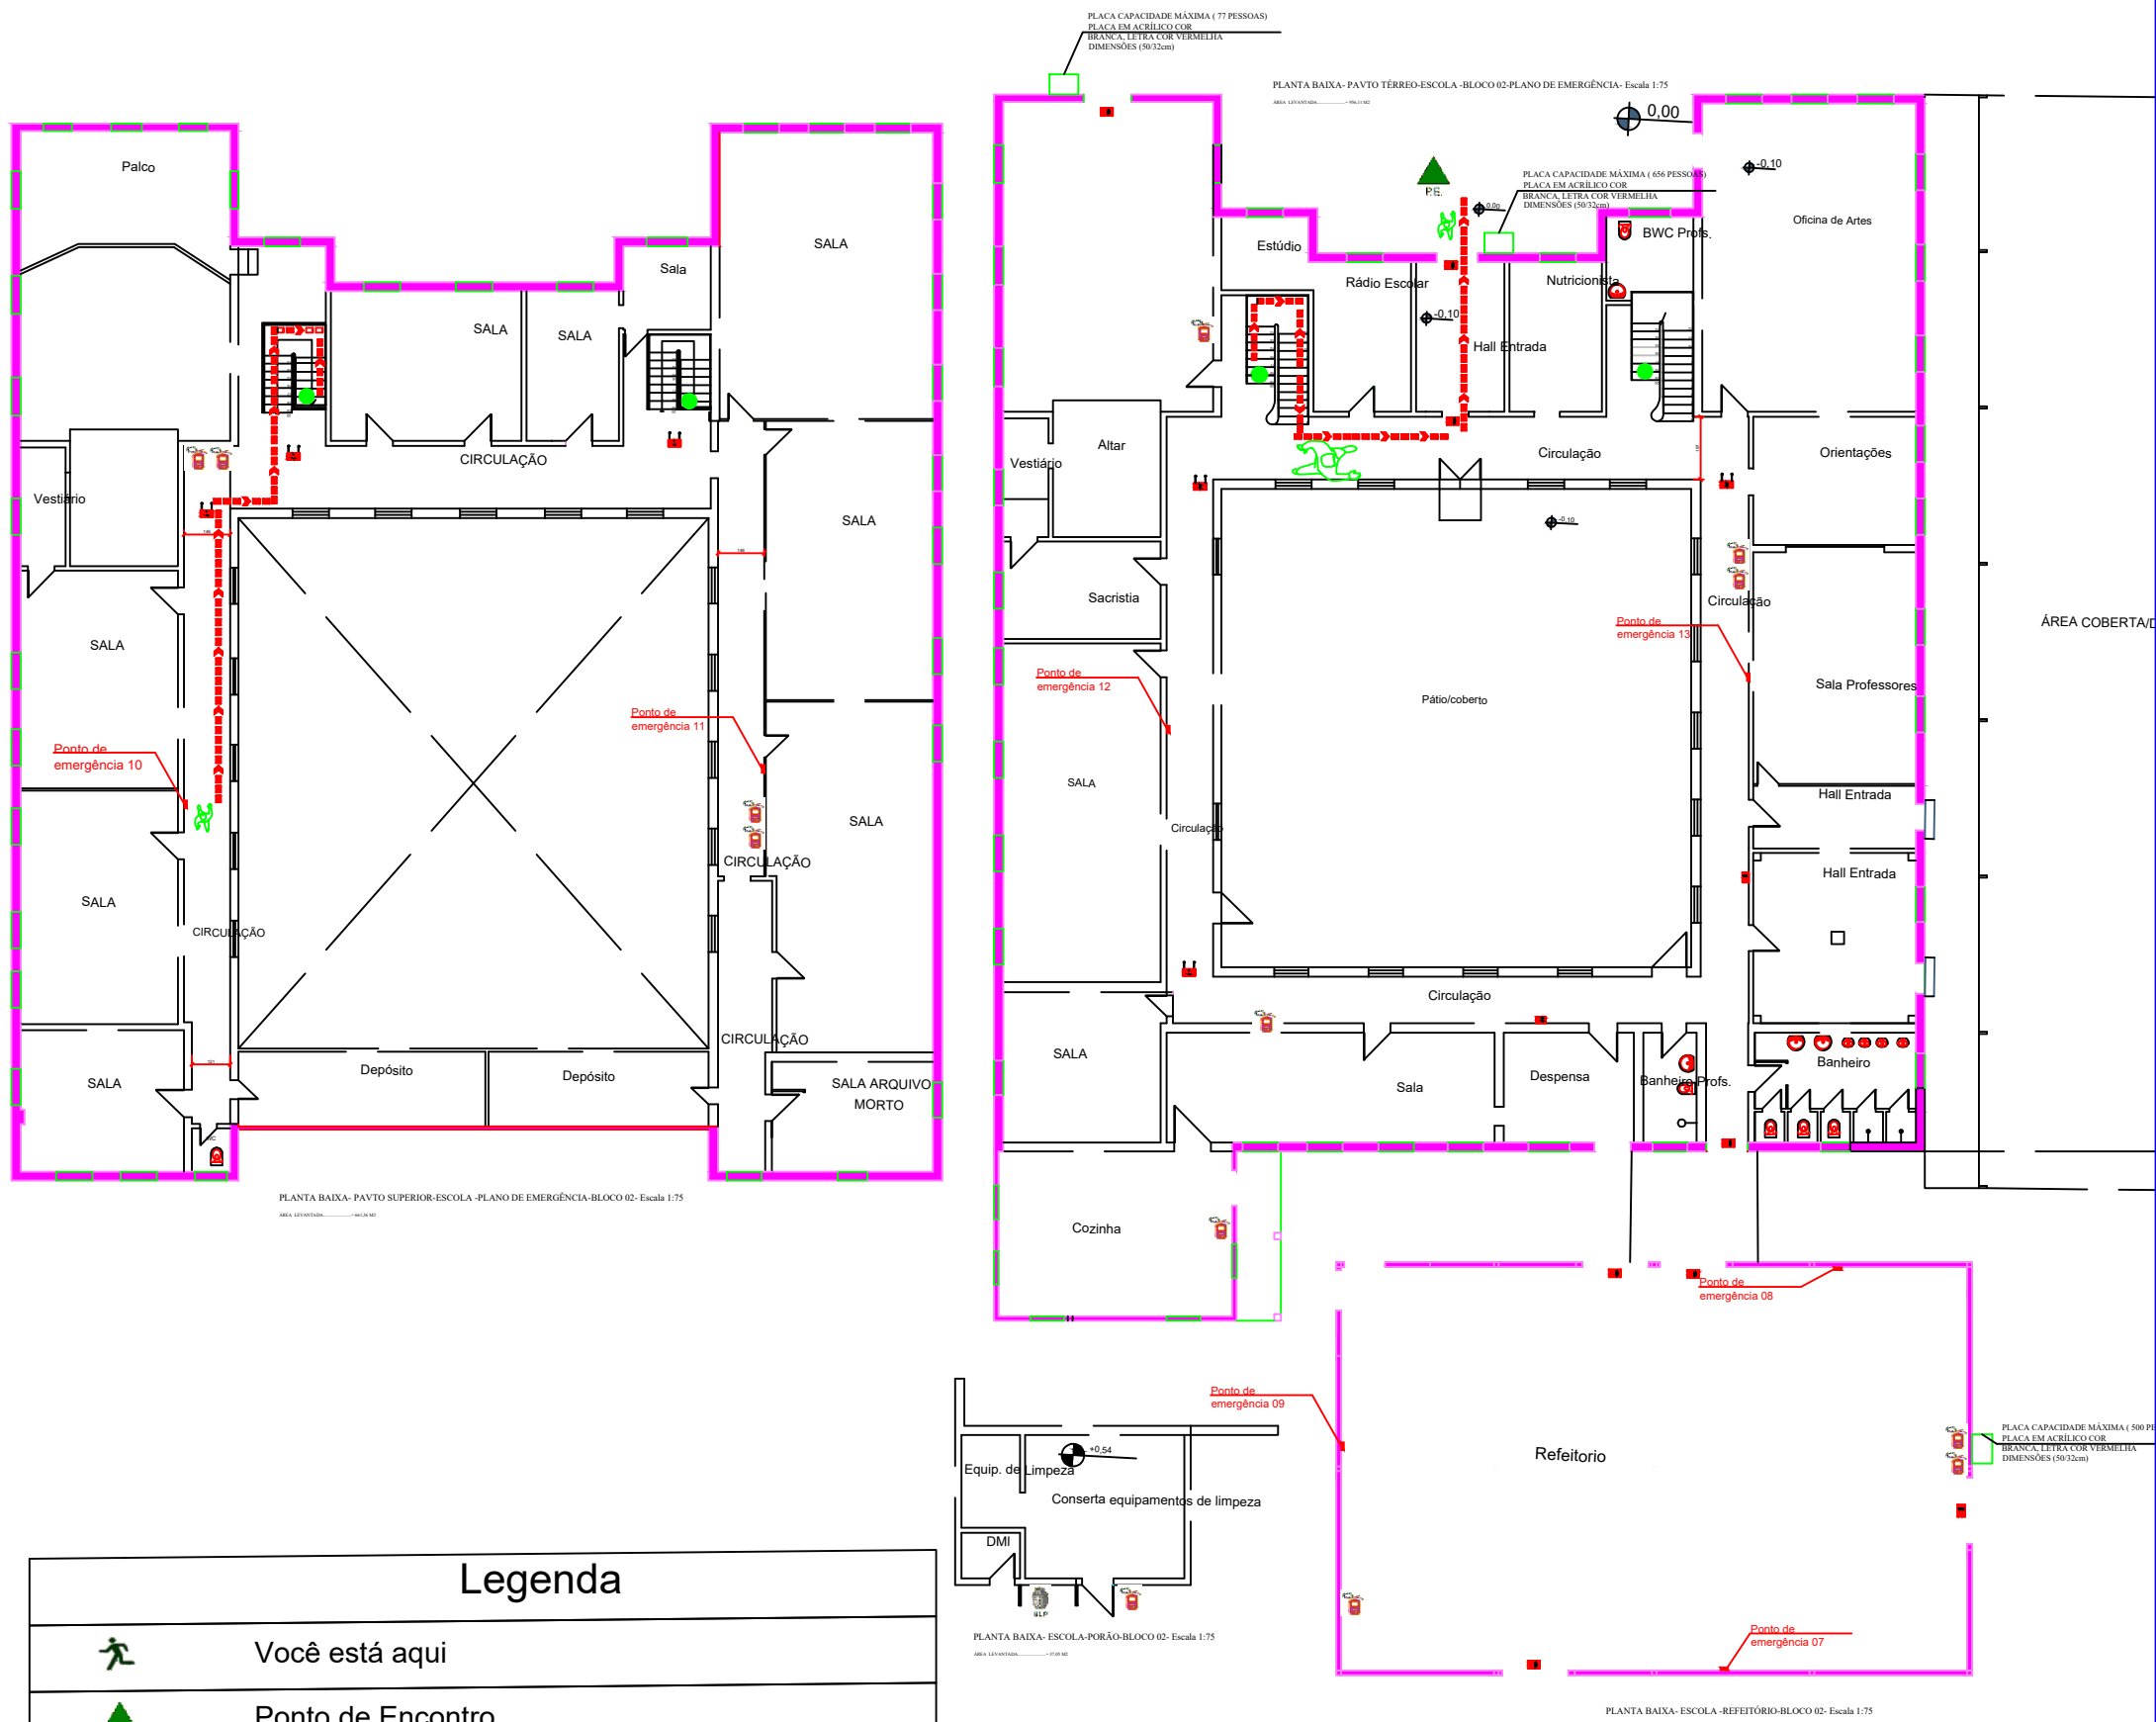 PLACA CAPACIDADE MÁXIMA ( 77 PESSOAS)
PLACA EM ACRÍLICO COR
BRANCA, LETRA COR VERMELHA
DIMENSÕES (50/32cm)
PLANTA BAIXA- PAVTO TÉRREO-ESCOLA -BLOCO 02-PLANO DE EMERGÊNCIA- Escala 1:75
0,00
-0,10
PLACA CAPACIDADE MÁXIMA ( 656 PESSOAS)
PLACA EM ACRÍLICO COR
BRANCA, LETRA COR VERMELHA
DIMENSÕES (50/32cm)
P.E.
0,00
Palco
SALA
Sala
SALA
SALA
CIRCULAÇÃO
Vestiário
SALA
SALA
Ponto de
emergência 10
Ponto de
emergência 11
SALA
CIRCULAÇÃO
SALA
CIRCULAÇÃO
CIRCULAÇÃO
SALA
Depósito
Depósito
SALA ARQUIVO
MORTO
PLANTA BAIXA- PAVTO SUPERIOR-ESCOLA -PLANO DE EMERGÊNCIA-BLOCO 02- Escala 1:75
Estúdio
Rádio Escolar
-0,10
Hall Entrada
Nutricionista
BWC Profs.
Oficina de Artes
Vestiário
Altar
Circulação
Orientações
-0,10
Sacristia
Circulação
Ponto de
emergência 12
Ponto de
emergência 13
Pátio/coberto
Sala Professores
ÁREA COBERTA/D
SALA
Circulação
Hall Entrada
Hall Entrada
Circulação
SALA
Sala
Despensa
Banheiro Profs.
Banheiro
Cozinha
Ponto de
emergência 08
Ponto de
emergência 09
Refeitorio
PLACA CAPACIDADE MÁXIMA ( 500 PE
PLACA EM ACRÍLICO COR
BRANCA, LETRA COR VERMELHA
DIMENSÕES (50/32cm)
+0,54
Equip. de Limpeza
Conserta equipamentos de limpeza
DMI
GLP
PLANTA BAIXA- ESCOLA-PORÃO-BLOCO 02- Escala 1:75
Ponto de
emergência 07
PLANTA BAIXA- ESCOLA -REFEITÓRIO-BLOCO 02- Escala 1:75
Legenda
Você está aqui
Ponto de Encontro